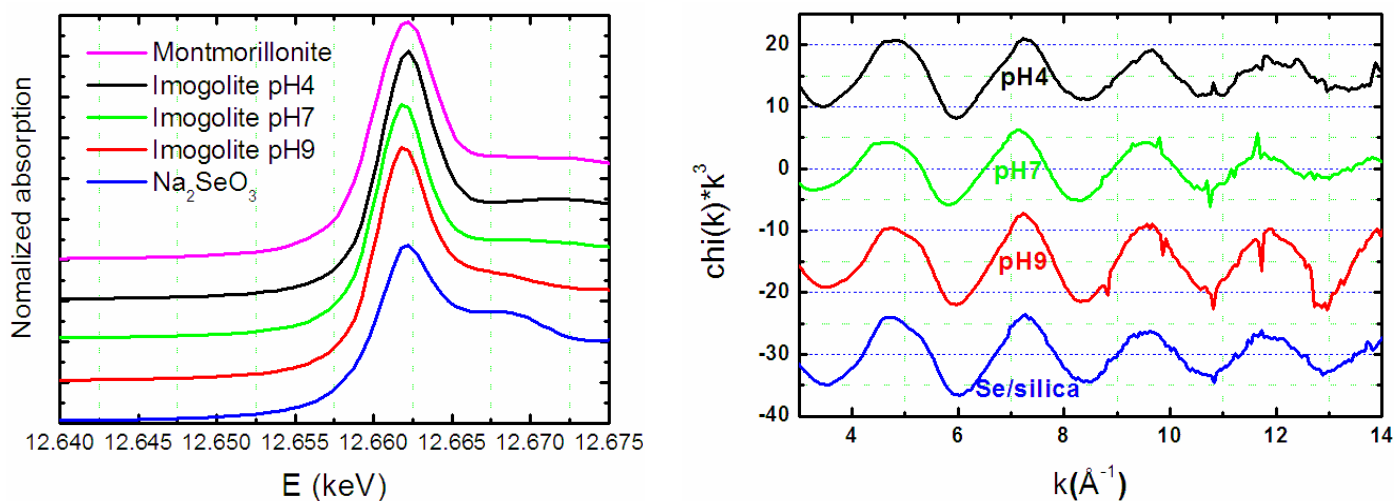 Nomalized absorption
Montmorillonite
Imogolite pH4
Imogolite pH7
Imogolite pH9
Na₂SeO₃
12.640 12.645 12.650 12.655 12.660 12.665 12.670 12.675
E (keV)
chi(k)*K³
20
10
0
-10
-20
-30
-40
pH4
pH7
pH9
Se/silica
4 6 8 10 12 14
k(Å⁻¹)